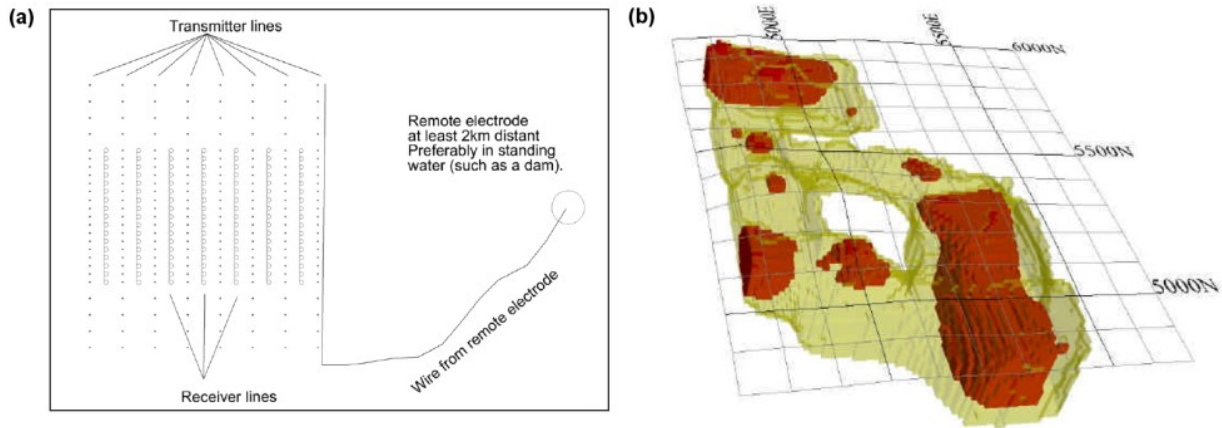 (a)
Transmitter lines
Remote electrode
at least 2km distant
Preferably in standing
water (such as a dam).
Wire from remote electrode
Receiver lines
(b)
5000E
5500E
6000N
5500N
5000N